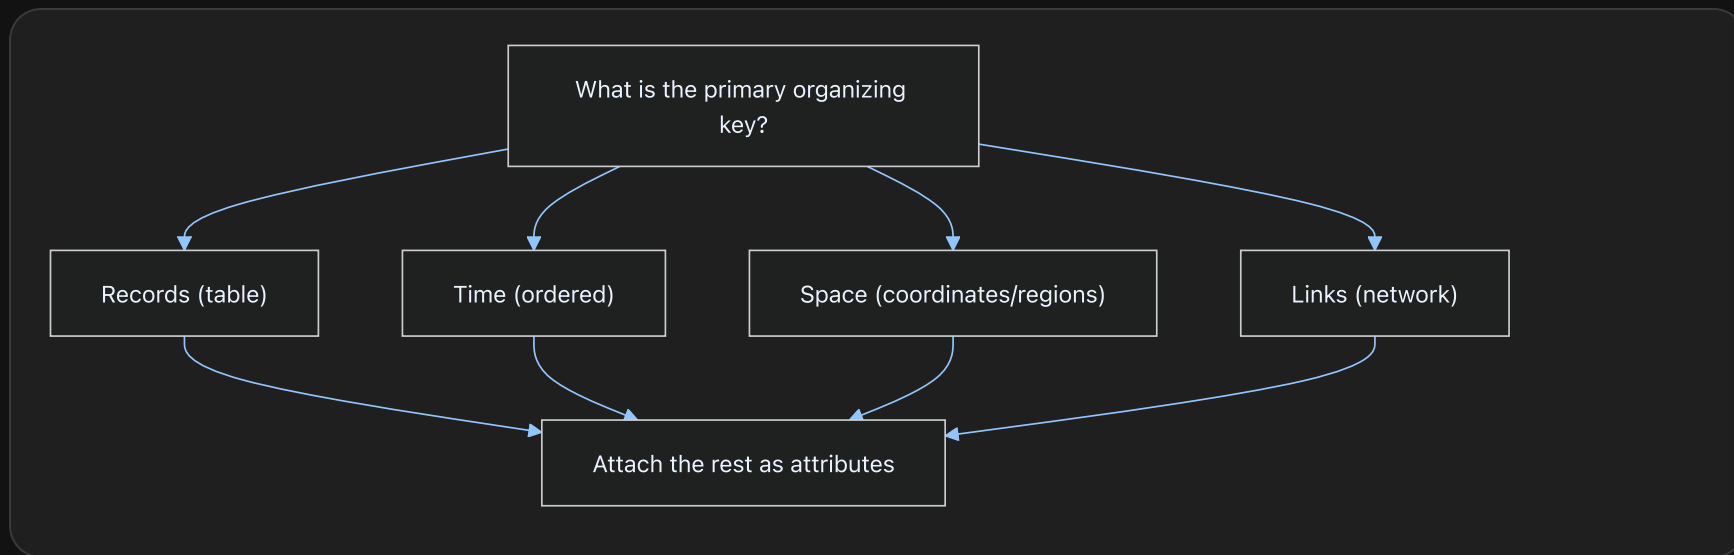 What is the primary organizing
key?
Records (table)
Time (ordered)
Space (coordinates/regions)
Links (network)
Attach the rest as attributes